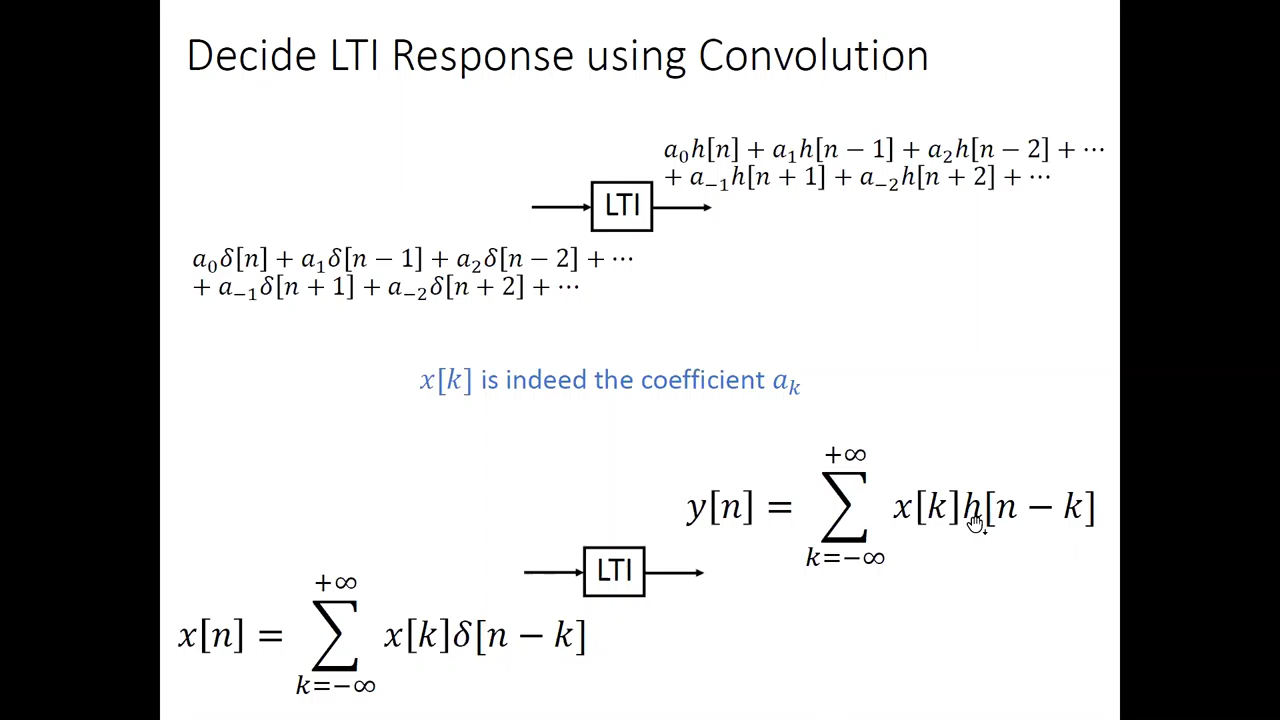 Decide LTI Response using Convolution
a₀h[n] + a₁h[n − 1] + a₂h[n − 2] + ⋯
+ a₋₁h[n + 1] + a₋₂h[n + 2] + ⋯
LTI
a₀δ[n] + a₁δ[n − 1] + a₂δ[n − 2] + ⋯
+ a₋₁δ[n + 1] + a₋₂δ[n + 2] + ⋯
x[k] is indeed the coefficient aₖ
+∞
y[n] = ∑ x[k]h[n − k]
k=−∞
LTI
+∞
x[n] = ∑ x[k]δ[n − k]
k=−∞